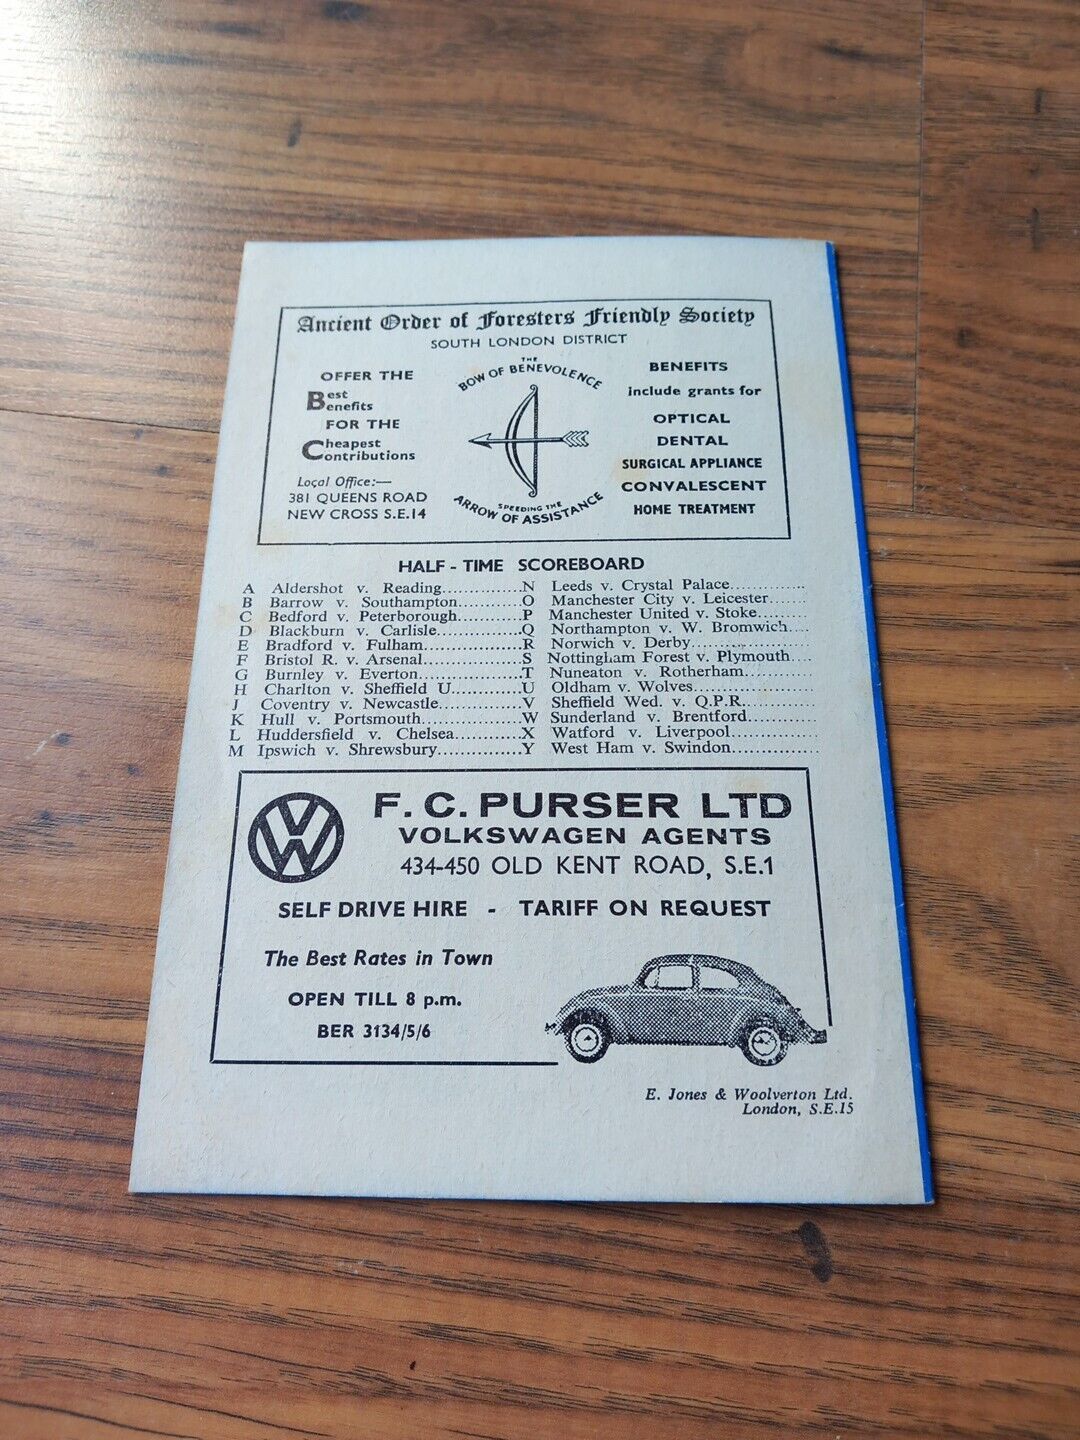 Ancient Order of Foresters Friendly Society
SOUTH LONDON DISTRICT
OFFER THE
Best
Benefits
FOR THE
Cheapest
Contributions
Local Office:—
381 QUEENS ROAD
NEW CROSS S.E.14
THE
BOW OF BENEVOLENCE
SPEEDING THE
ARROW OF ASSISTANCE
BENEFITS
include grants for
OPTICAL
DENTAL
SURGICAL APPLIANCE
CONVALESCENT
HOME TREATMENT
HALF - TIME SCOREBOARD
A Aldershot v. Reading..............
B Barrow v. Southampton...........
C Bedford v. Peterborough...........
D Blackburn v. Carlisle...............
E Bradford v. Fulham.................
F Bristol R. v. Arsenal................
G Burnley v. Everton..................
H Charlton v. Sheffield U............
J Coventry v. Newcastle..............
K Hull v. Portsmouth.................
L Huddersfield v. Chelsea............
M Ipswich v. Shrewsbury..............
N Leeds v. Crystal Palace.............
O Manchester City v. Leicester......
P Manchester United v. Stoke........
Q Northampton v. W. Bromwich....
R Norwich v. Derby.....................
S Nottingham Forest v. Plymouth....
T Nuneaton v. Rotherham............
U Oldham v. Wolves.....................
V Sheffield Wed. v. Q.P.R.............
W Sunderland v. Brentford............
X Watford v. Liverpool................
Y West Ham v. Swindon................
VW
F. C. PURSER LTD
VOLKSWAGEN AGENTS
434-450 OLD KENT ROAD, S.E.1
SELF DRIVE HIRE - TARIFF ON REQUEST
The Best Rates in Town
OPEN TILL 8 p.m.
BER 3134/5/6
E. Jones & Woolverton Ltd.
London, S.E.15